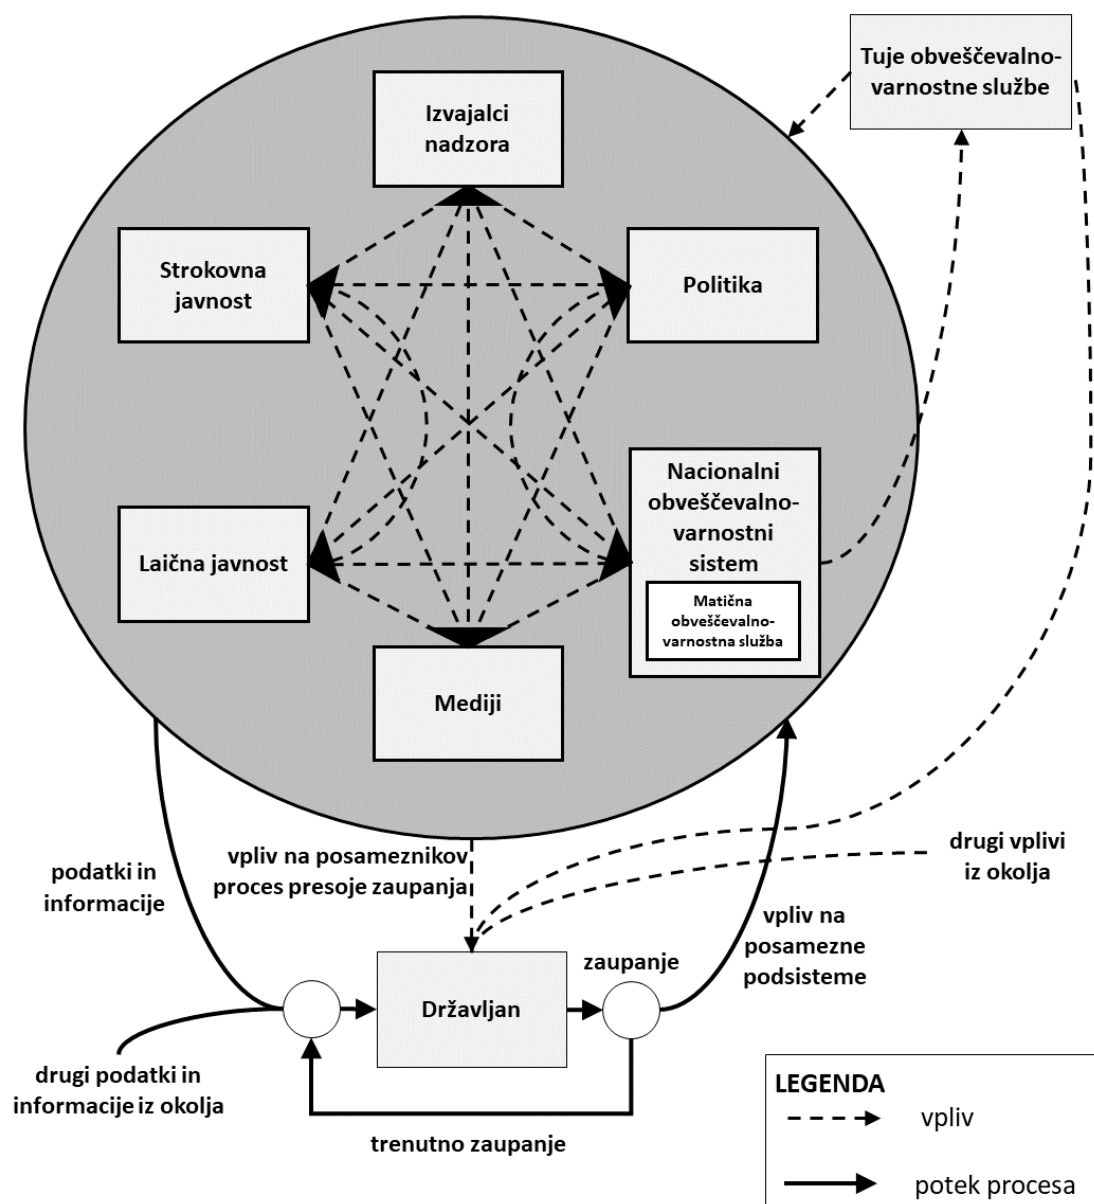 Tuje obveščevalno-
varnostne službe
Izvajalci
nadzora
Strokovna
javnost
Politika
Nacionalni
obveščevalno-
varnostni
sistem
Matična
obveščevalno-
varnostna služba
Laična javnost
Mediji
podatki in
informacije
vpliv na posameznikov
proces presoje zaupanja
drugi vplivi
iz okolja
vpliv na
posamezne
podsisteme
zaupanje
Državljan
drugi podatki in
informacije iz okolja
trenutno zaupanje
LEGENDA
vpliv
potek procesa